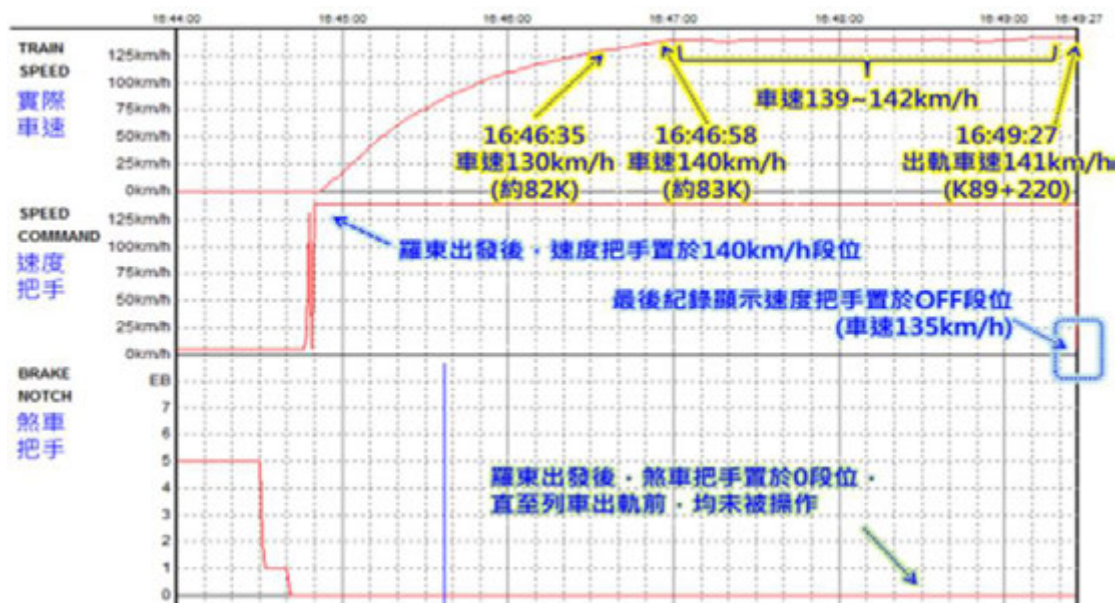 16:44:00 16:45:00 16:46:00 16:47:00 16:48:00 16:49:00 16:49:27
TRAIN
SPEED
實際
車速
125km/h
100km/h
75km/h
50km/h
25km/h
0km/h
16:46:35
車速130km/h
(約82K)
16:46:58
車速140km/h
(約83K)
車速139~142km/h
16:49:27
出軌車速141km/h
(K89+220)
SPEED
COMMAND
速度
把手
125km/h
100km/h
75km/h
50km/h
25km/h
0km/h
羅東出發後，速度把手置於140km/h段位
最後紀錄顯示速度把手置於OFF段位
(車速135km/h)
BRAKE
NOTCH
煞車
把手
EB
7
6
5
4
3
2
1
0
羅東出發後，煞車把手置於0段位，
直至列車出軌前，均未被操作